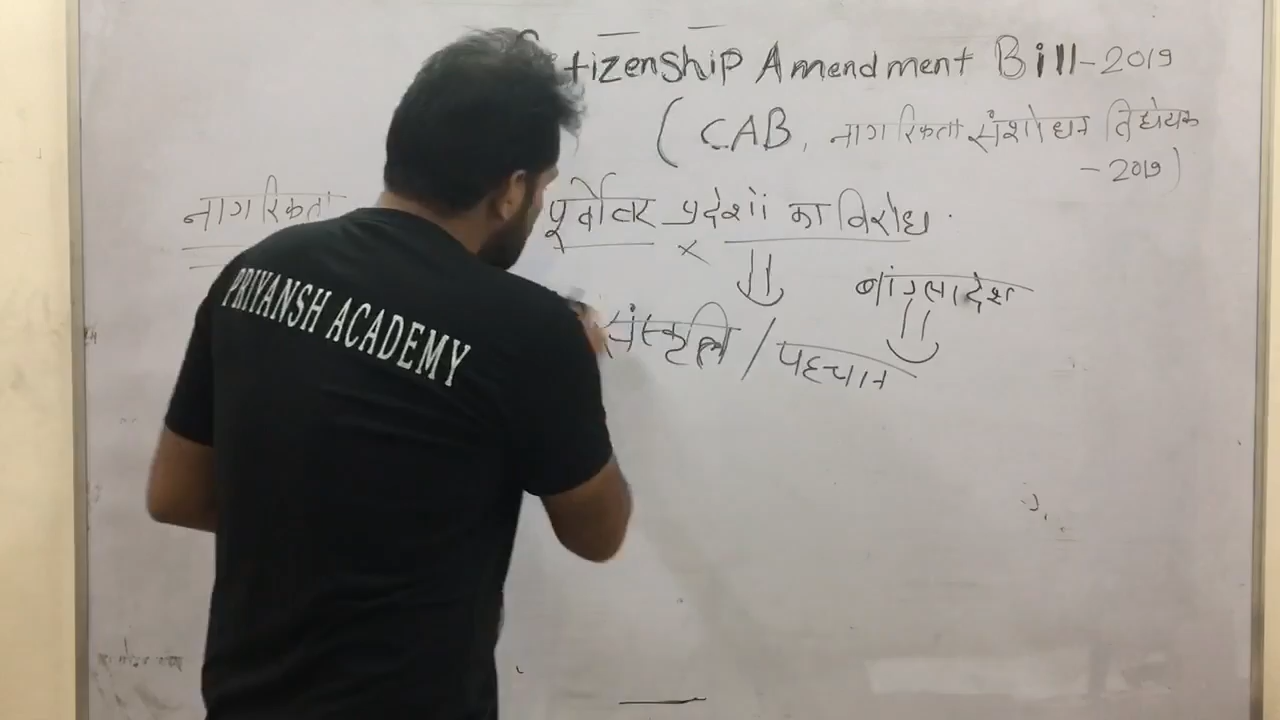 tizenship Amendment Bill-2019
(CAB, नागरिकता संशोधन विधेयक
-2019)
नागरिकता
पूर्वोतर प्रदेशों का विरोध
बांग्लादेश
संस्कृति / पहचान
PRIYANSH ACADEMY